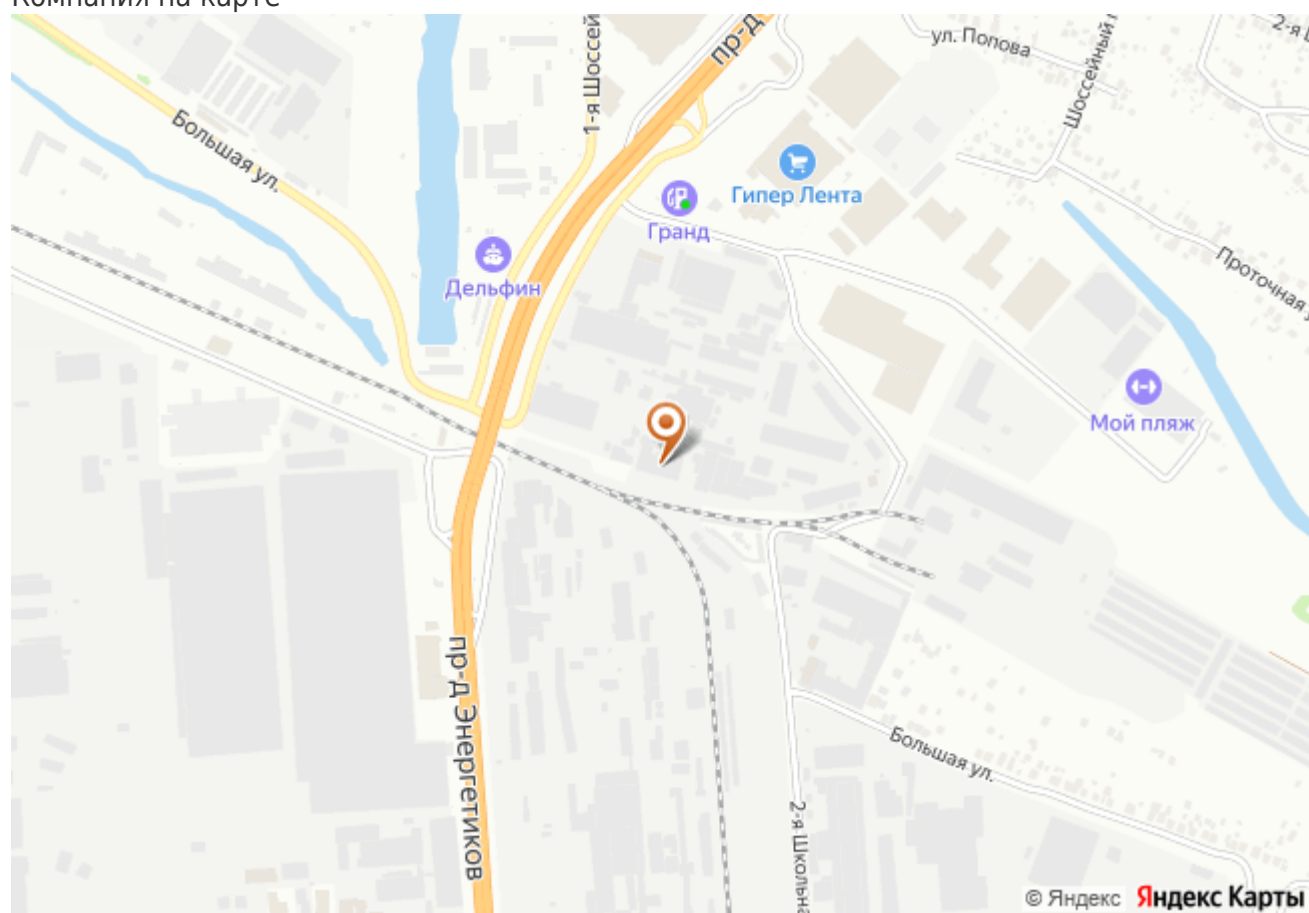 Компания на карте
пр-д
ул. Попова
Шоссейный
2-я
1-я Шоссей
Большая ул.
Гипер Лента
Гранд
Дельфин
Проточная у
Мой пляж
пр-д Энергетиков
Большая ул.
2-я Школьна
© Яндекс Яндекс Карты